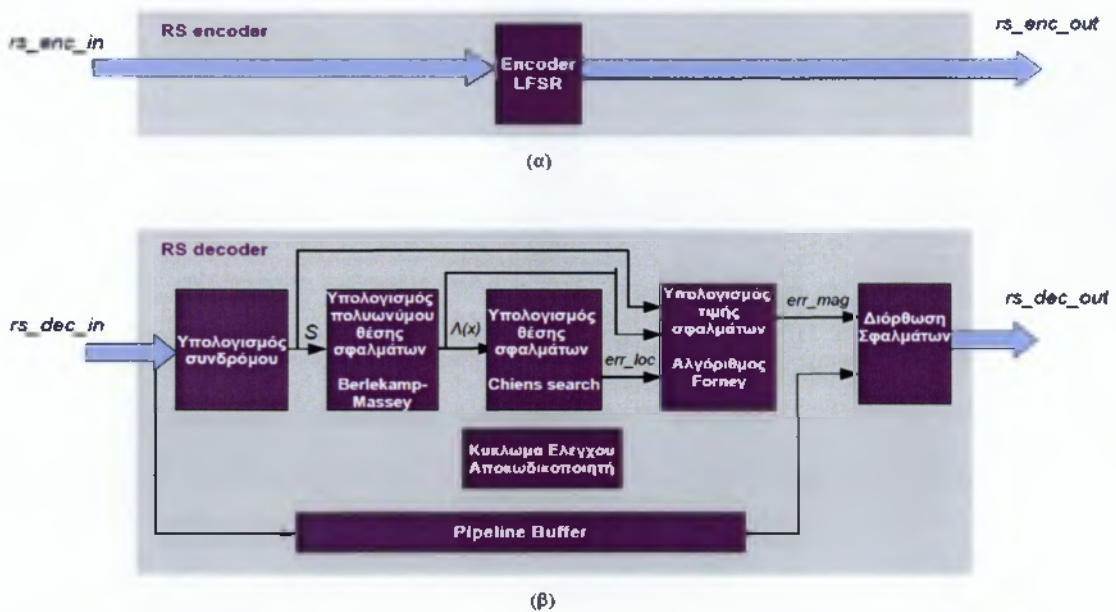 RS encoder
rs_enc_in
rs_enc_out
Encoder
LFSR
(α)
RS decoder
rs_dec_in
Υπολογισμός
συνδρόμου
S
Υπολογισμός
πολυωνύμου
θέσης
σφαλμάτων
Berlekamp-
Massey
Λ(x)
Υπολογισμός
θέσης
σφαλμάτων
Chiens search
err_loc
Υπολογισμός
τιμής
σφαλμάτων
Αλγόριθμος
Forney
err_mag
Διόρθωση
Σφαλμάτων
rs_dec_out
Κυκλωμα Ελεγχου
Αποκωδικοποιητή
Pipeline Buffer
(β)